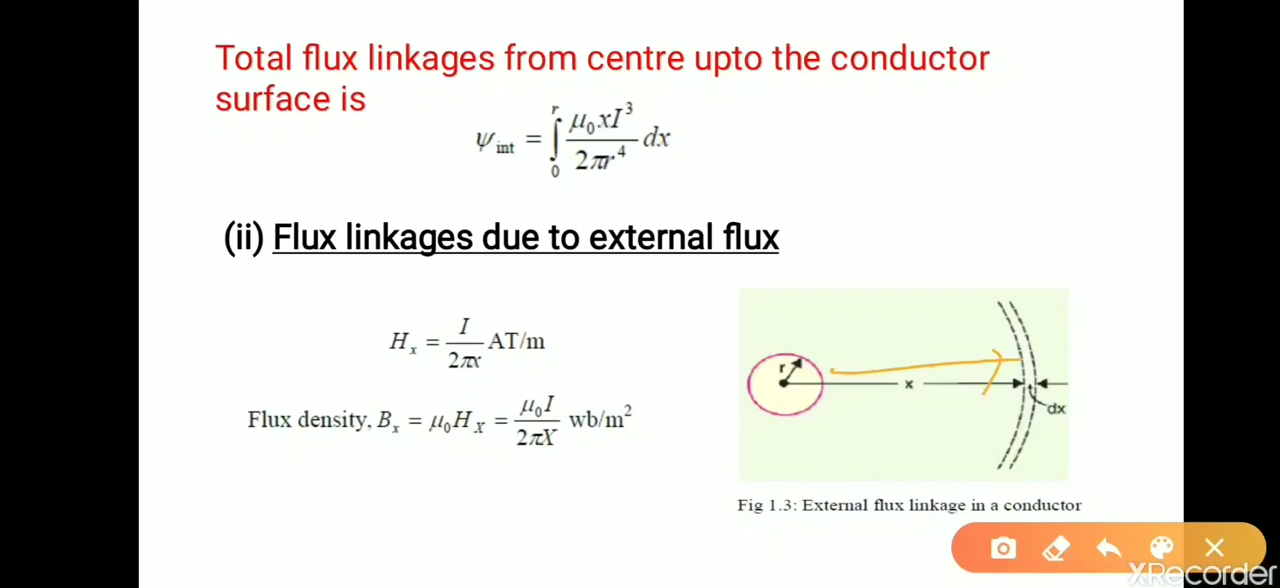 Total flux linkages from centre upto the conductor
surface is
ψ_int = ∫₀ʳ μ₀xI³/2πr⁴ dx
(ii) Flux linkages due to external flux
Hₓ = I/2πx AT/m
Flux density, Bₓ = μ₀H_X = μ₀I/2πX wb/m²
r
x
dx
Fig 1.3: External flux linkage in a conductor
XRecorder